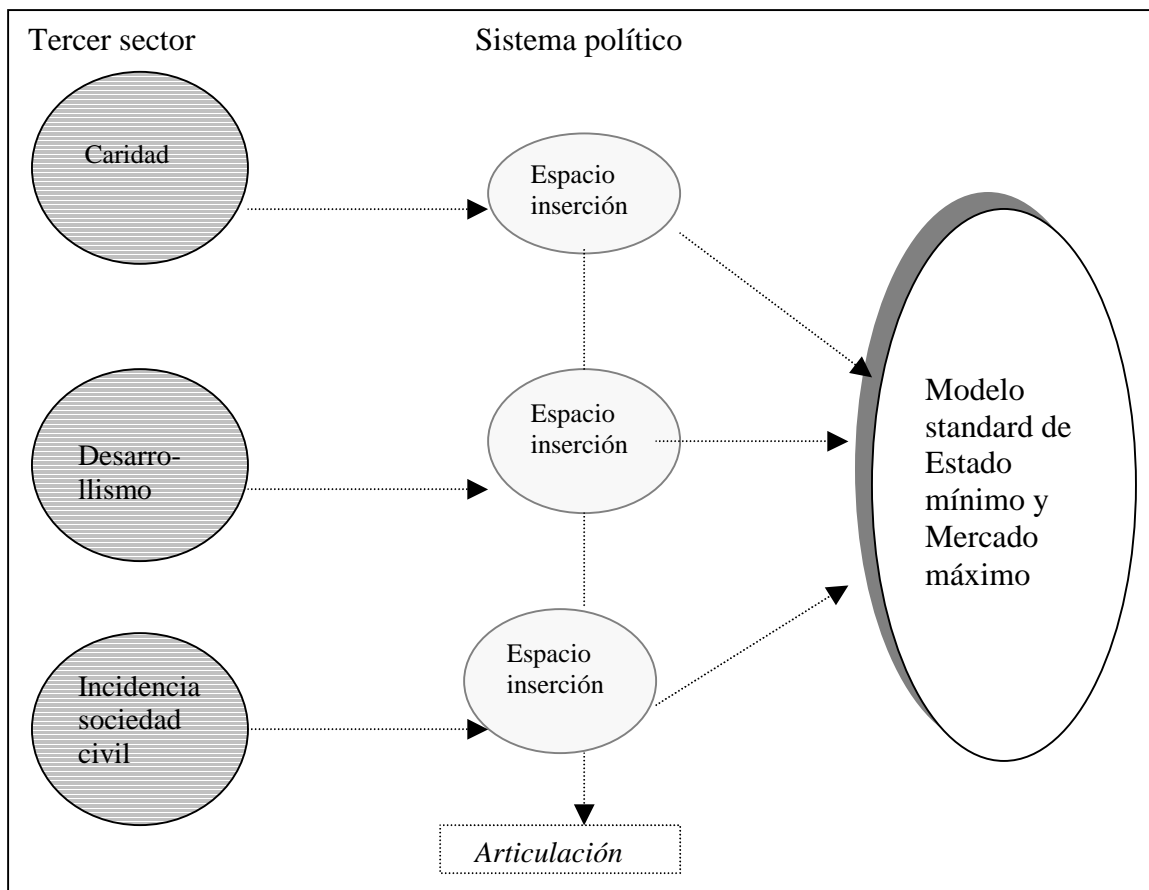 Tercer sector
Sistema político
Caridad
Espacio
inserción
Desarro-
llismo
Espacio
inserción
Modelo
standard de
Estado
mínimo y
Mercado
máximo
Incidencia
sociedad
civil
Espacio
inserción
Articulación